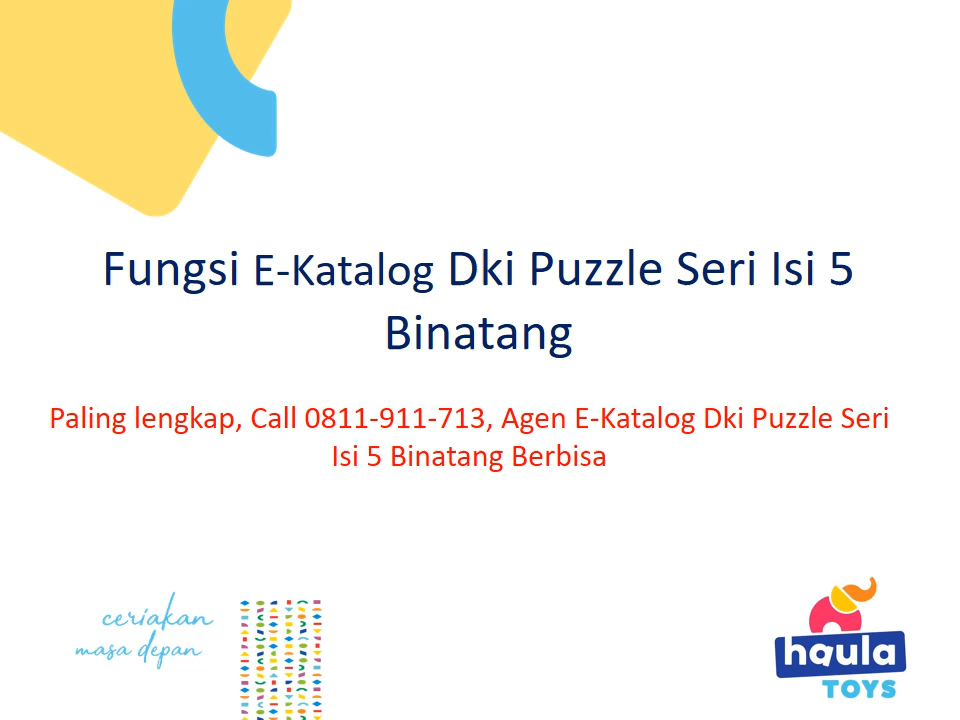 Fungsi E-Katalog Dki Puzzle Seri Isi 5
Binatang
Paling lengkap, Call 0811-911-713, Agen E-Katalog Dki Puzzle Seri
Isi 5 Binatang Berbisa
ceriakan
masa depan
haula
TOYS